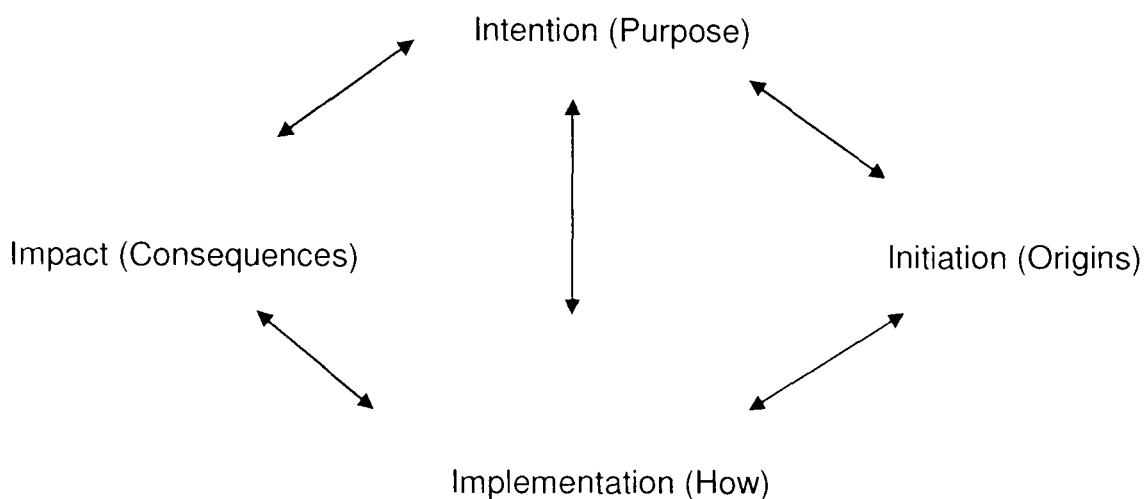 Intention (Purpose)
Impact (Consequences)
Initiation (Origins)
Implementation (How)